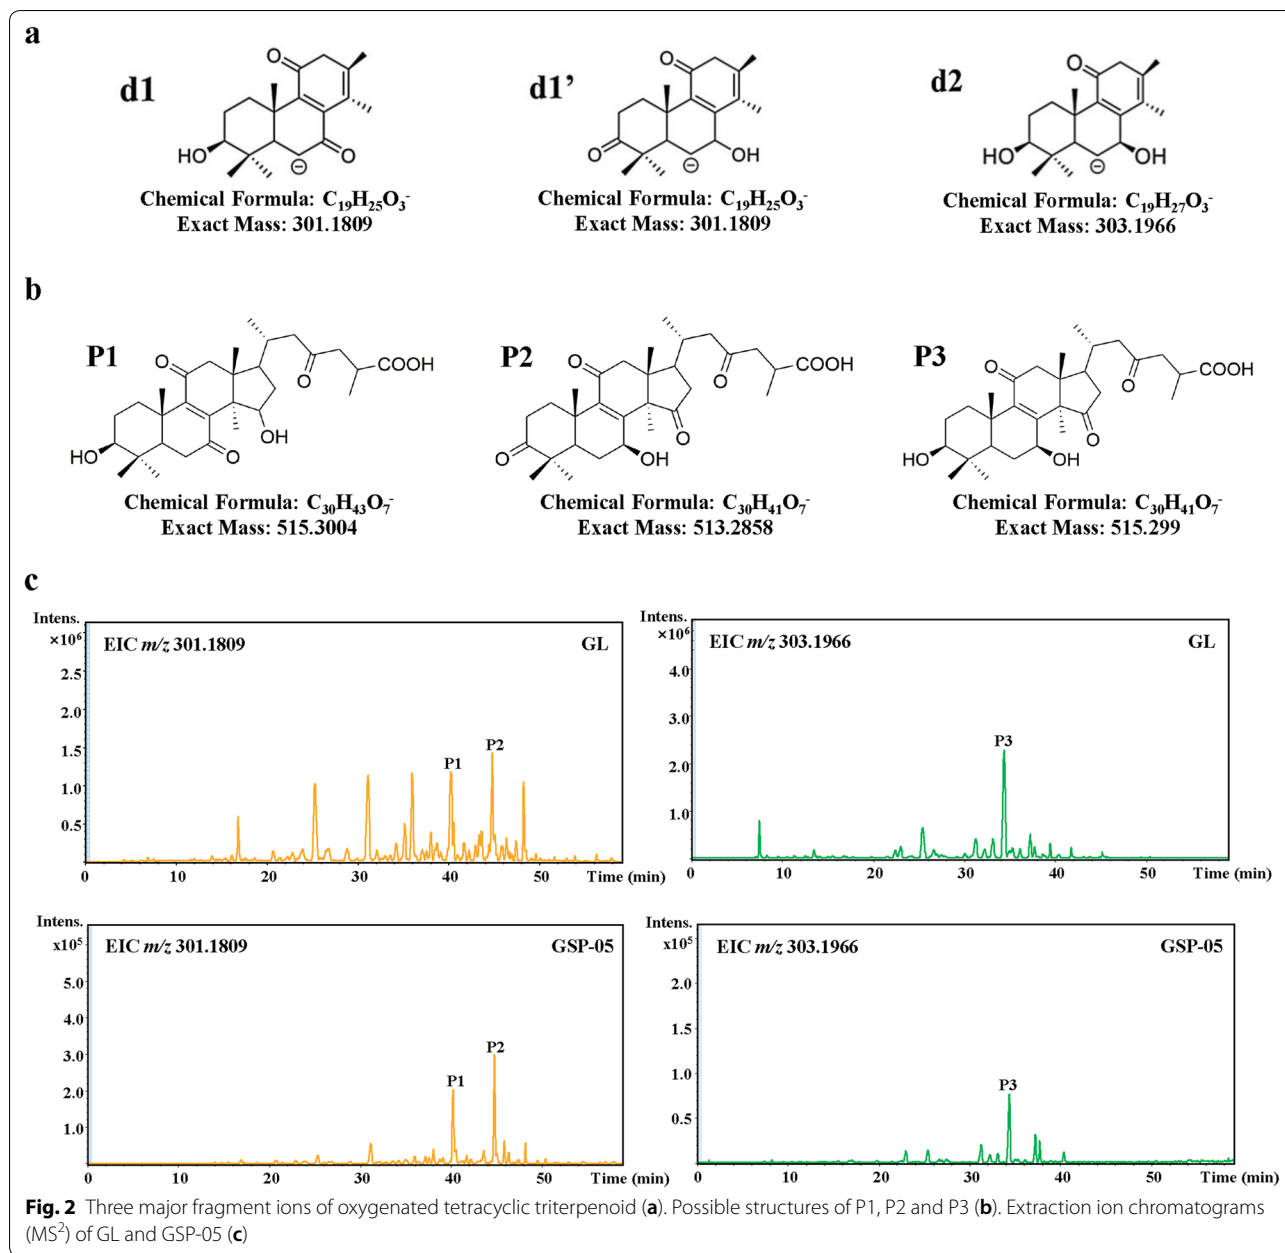 a
d1
O
HO
O
⊖
Chemical Formula: C₁₉H₂₅O₃⁻
Exact Mass: 301.1809
d1’
O
O
OH
⊖
Chemical Formula: C₁₉H₂₅O₃⁻
Exact Mass: 301.1809
d2
O
HO
OH
⊖
Chemical Formula: C₁₉H₂₇O₃⁻
Exact Mass: 303.1966
b
P1
O
O
COOH
OH
HO
O
Chemical Formula: C₃₀H₄₃O₇⁻
Exact Mass: 515.3004
P2
O
O
COOH
O
O
OH
Chemical Formula: C₃₀H₄₁O₇⁻
Exact Mass: 513.2858
P3
O
O
COOH
O
HO
OH
Chemical Formula: C₃₀H₄₁O₇⁻
Exact Mass: 515.299
c
Intens.
×10⁶
EIC m/z 301.1809
GL
2.5
2.0
1.5
1.0
0.5
P1
P2
0 10 20 30 40 50 Time (min)
Intens.
×10⁶
EIC m/z 303.1966
GL
4.0
3.0
2.0
1.0
P3
0 10 20 30 40 50 Time (min)
Intens.
x10⁵
EIC m/z 301.1809
GSP-05
5.0
4.0
3.0
2.0
1.0
P1
P2
0 10 20 30 40 50 Time (min)
Intens.
x10⁵
EIC m/z 303.1966
GSP-05
2.0
1.5
1.0
0.5
P3
0 10 20 30 40 50 Time (min)
Fig. 2 Three major fragment ions of oxygenated tetracyclic triterpenoid (a). Possible structures of P1, P2 and P3 (b). Extraction ion chromatograms
(MS²) of GL and GSP-05 (c)